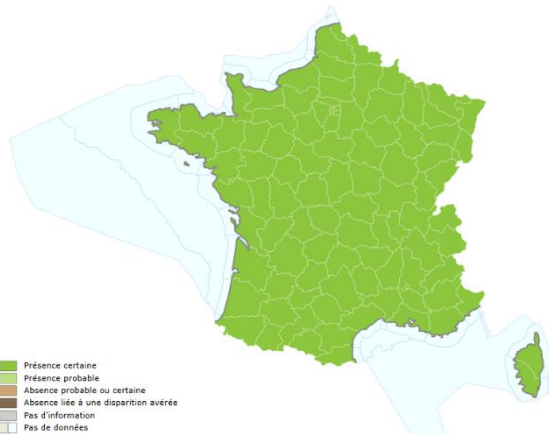 Présence certaine
Présence probable
Absence probable ou certaine
Absence liée à une disparition avérée
Pas d'information
Pas de données